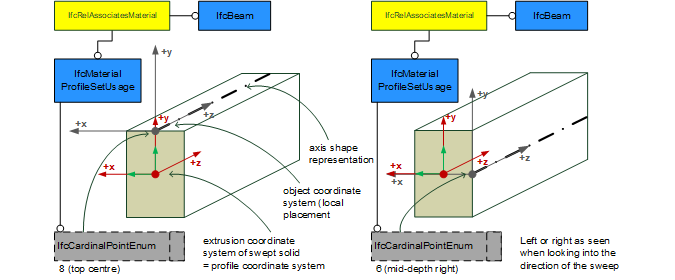 IfcRelAssociatesMaterial
IfcBeam
IfcMaterial
ProfileSetUsage
+y
+x
+z
+y
+x
+z
axis shape
representation
object coordinate
system (local
placement
extrusion coordinate
system of swept solid
= profile coordinate system
IfcCardinalPointEnum
8 (top centre)
IfcRelAssociatesMaterial
IfcBeam
IfcMaterial
ProfileSetUsage
+y
+y
+z
+x
+x
+z
IfcCardinalPointEnum
6 (mid-depth right)
Left or right as seen
when looking into the
direction of the sweep